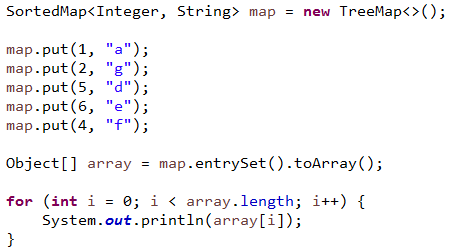 SortedMap<Integer, String> map = new TreeMap<>();
map.put(1, "a");
map.put(2, "g");
map.put(5, "d");
map.put(6, "e");
map.put(4, "f");
Object[] array = map.entrySet().toArray();
for (int i = 0; i < array.length; i++) {
    System.out.println(array[i]);
}